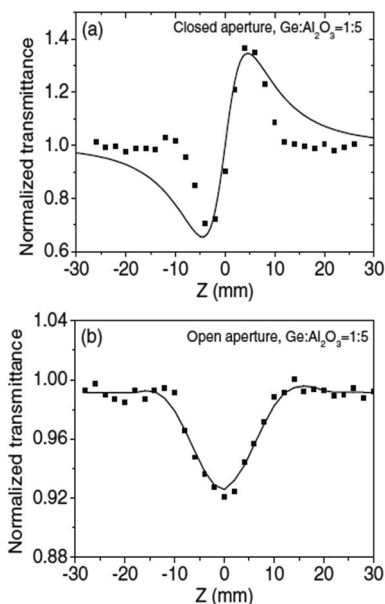 (a)
Closed aperture, Ge:Al₂O₃=1:5
Normalized transmittance
1.4
1.2
1.0
0.8
0.6
-30 -20 -10 0 10 20 30
Z (mm)
(b)
Open aperture, Ge:Al₂O₃=1:5
Normalized transmittance
1.04
1.00
0.96
0.92
0.88
-30 -20 -10 0 10 20 30
Z (mm)